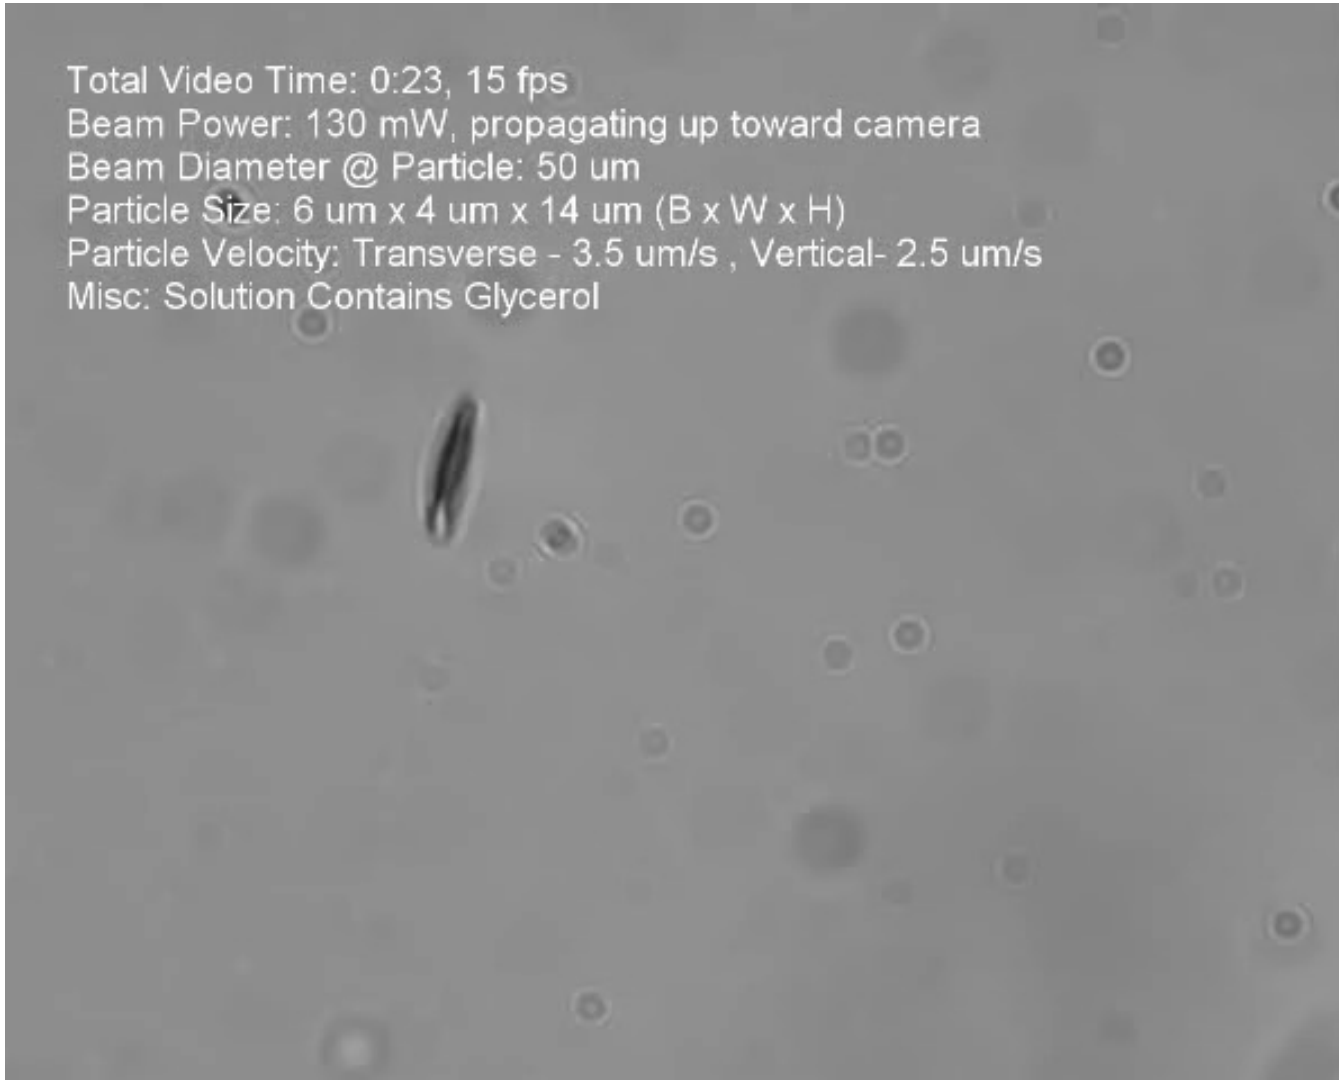 Total Video Time: 0:23, 15 fps
Beam Power: 130 mW, propagating up toward camera
Beam Diameter @ Particle: 50 um
Particle Size: 6 um x 4 um x 14 um (B x W x H)
Particle Velocity: Transverse - 3.5 um/s , Vertical- 2.5 um/s
Misc: Solution Contains Glycerol